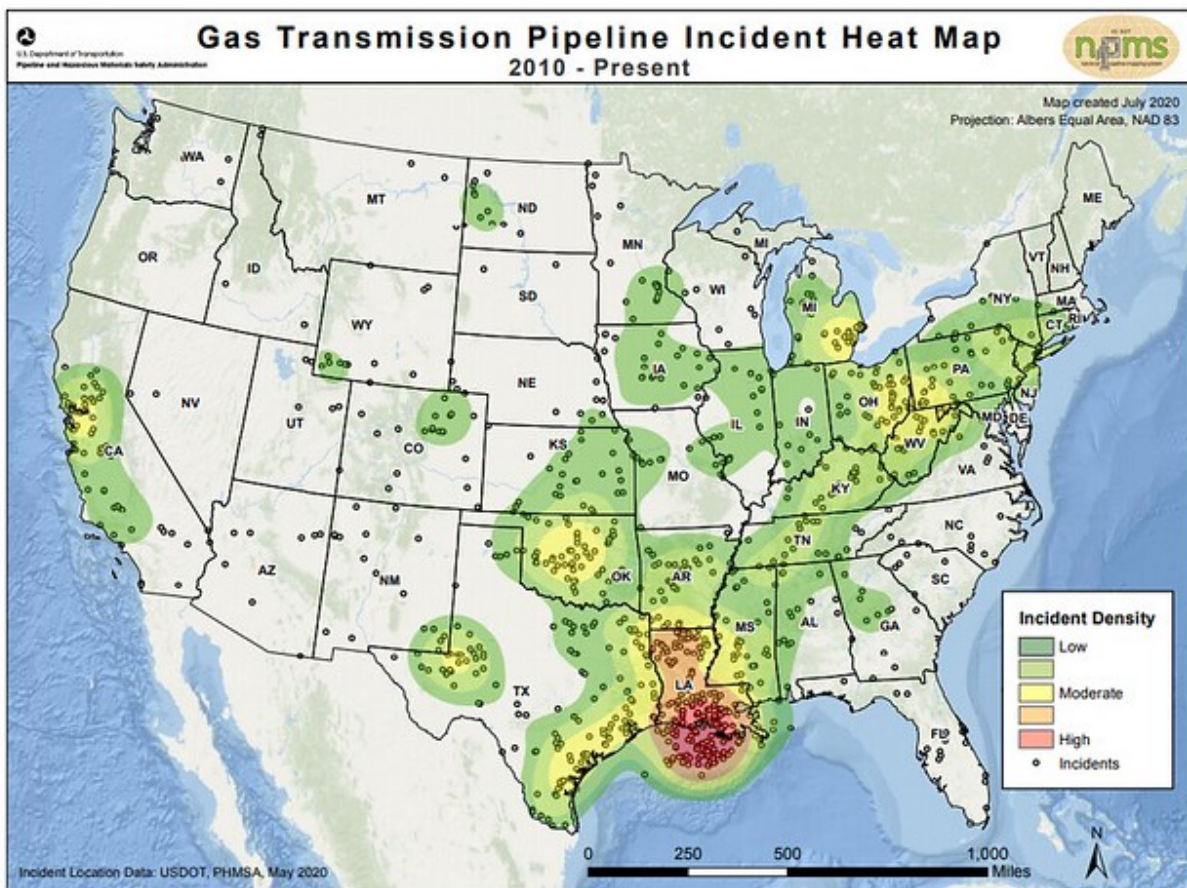 Gas Transmission Pipeline Incident Heat Map
2010 - Present
U.S. Department of Transportation
Pipeline and Hazardous Materials Safety Administration
npms
Map created July 2020
Projection: Albers Equal Area, NAD 83
WA
MT
ND
MN
MI
ME
OR
ID
SD
WI
VT
NH
WY
MI
NY
MA
CT
RI
IA
NE
PA
NV
UT
CO
IL
IN
OH
NJ
MD
DE
CA
KS
MO
WV
VA
KY
AZ
NM
OK
AR
TN
NC
SC
MS
AL
GA
TX
LA
FL
Incident Density
Low
Moderate
High
Incidents
N
0 250 500 1,000
Miles
Incident Location Data: USDOT, PHMSA, May 2020